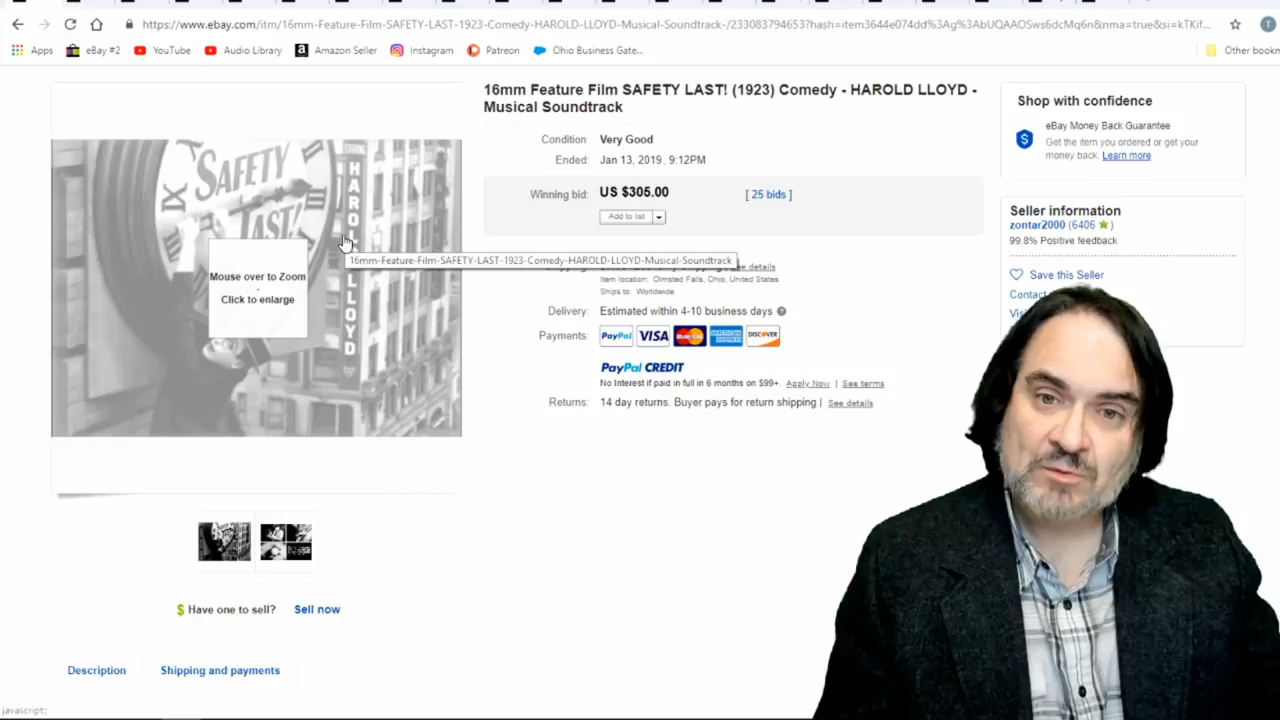 https://www.ebay.com/itm/16mm-Feature-Film-SAFETY-LAST-1923-Comedy-HAROLD-LLOYD-Musical-Soundtrack-/233083794653?hash=item3644e074dd%3Ag%3AbUQAAOSws6dcMq6n&nma=true&si=kTKif...
Apps
eBay #2
YouTube
Audio Library
Amazon Seller
Instagram
Patreon
Ohio Business Gate...
Other bookm
16mm Feature Film SAFETY LAST! (1923) Comedy - HAROLD LLOYD -
Musical Soundtrack
Condition: Very Good
Ended: Jan 13, 2019 , 9:12PM
Winning bid: US $305.00 [ 25 bids ]
Add to list
SAFETY
LAST!
HAROLD LLOYD
Mouse over to Zoom
-
Click to enlarge
16mm-Feature-Film-SAFETY-LAST-1923-Comedy-HAROLD-LLOYD-Musical-Soundtrack
see details
Item location: Olmsted Falls, Ohio, United States
Ships to: Worldwide
Delivery: Estimated within 4-10 business days
Payments: PayPal VISA MasterCard AMERICAN EXPRESS DISCOVER
PayPal CREDIT
No Interest if paid in full in 6 months on $99+. Apply Now | See terms
Returns: 14 day returns. Buyer pays for return shipping | See details
Shop with confidence
eBay Money Back Guarantee
Get the item you ordered or get your
money back. Learn more
Seller information
zontar2000 (6406 )
99.8% Positive feedback
Save this Seller
Contact
Vis
$ Have one to sell? Sell now
Description
Shipping and payments
javascript:;